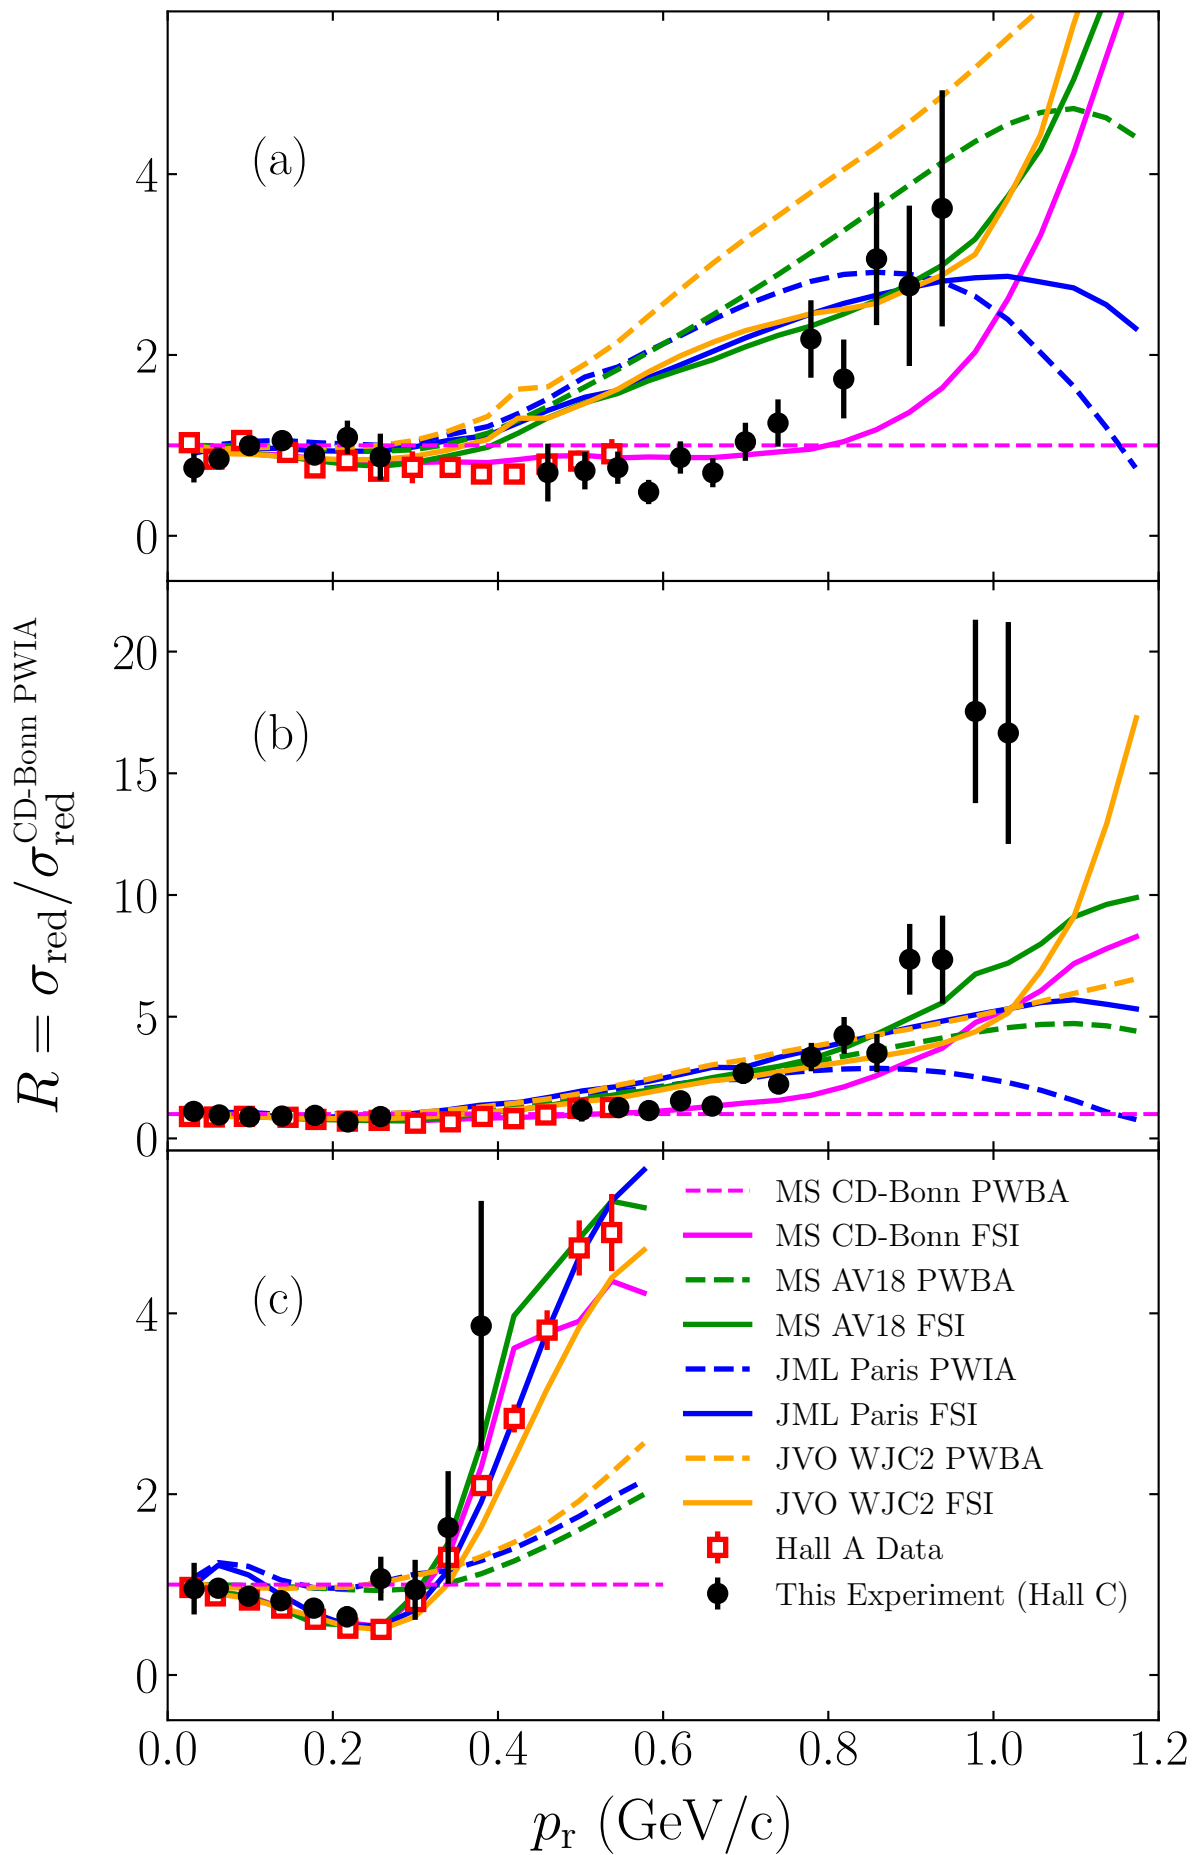 (a)
4
2
0
(b)
20
15
10
5
0
R = σred/σred^CD-Bonn PWIA
(c)
4
2
0
MS CD-Bonn PWBA
MS CD-Bonn FSI
MS AV18 PWBA
MS AV18 FSI
JML Paris PWIA
JML Paris FSI
JVO WJC2 PWBA
JVO WJC2 FSI
Hall A Data
This Experiment (Hall C)
0.0 0.2 0.4 0.6 0.8 1.0 1.2
pr (GeV/c)